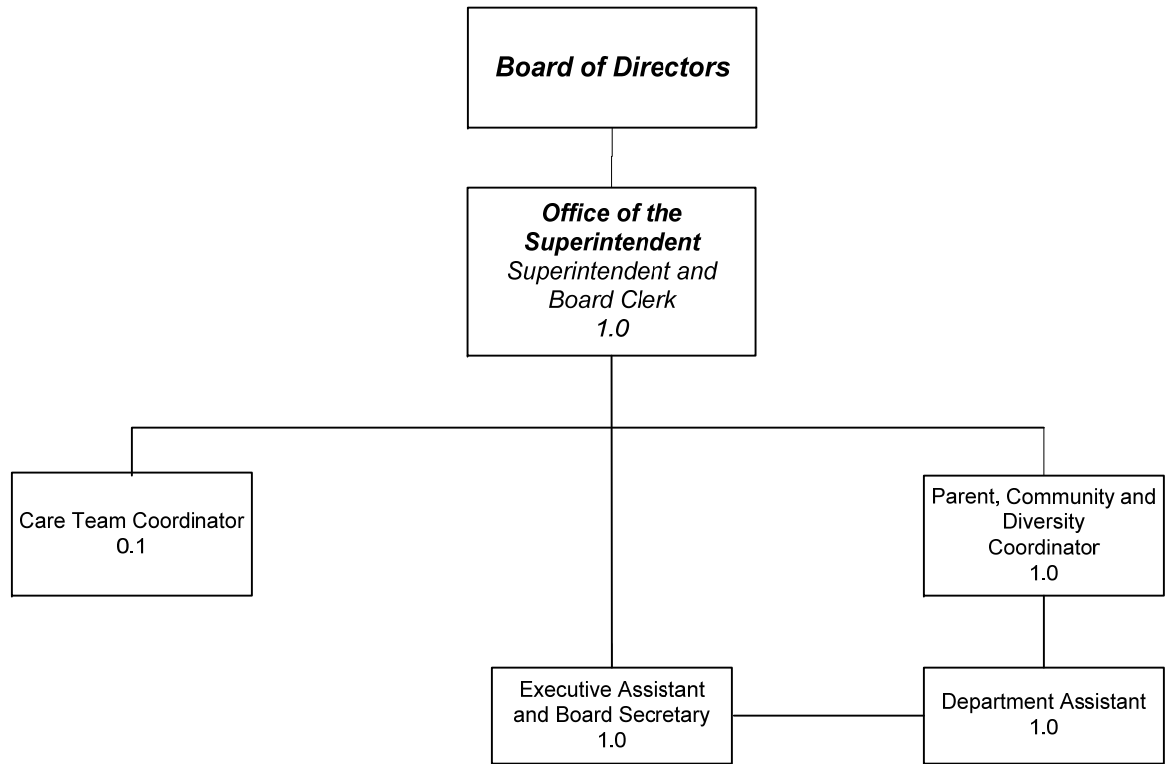 Board of Directors
Office of the
Superintendent
Superintendent and
Board Clerk
1.0
Care Team Coordinator
0.1
Parent, Community and
Diversity
Coordinator
1.0
Executive Assistant
and Board Secretary
1.0
Department Assistant
1.0